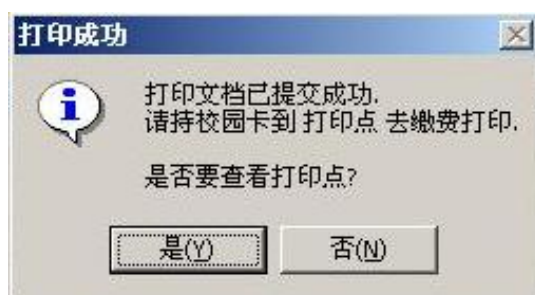 打印成功
打印文档已提交成功.
请持校园卡到 打印点 去缴费打印.
是否要查看打印点?
是(Y)
否(N)